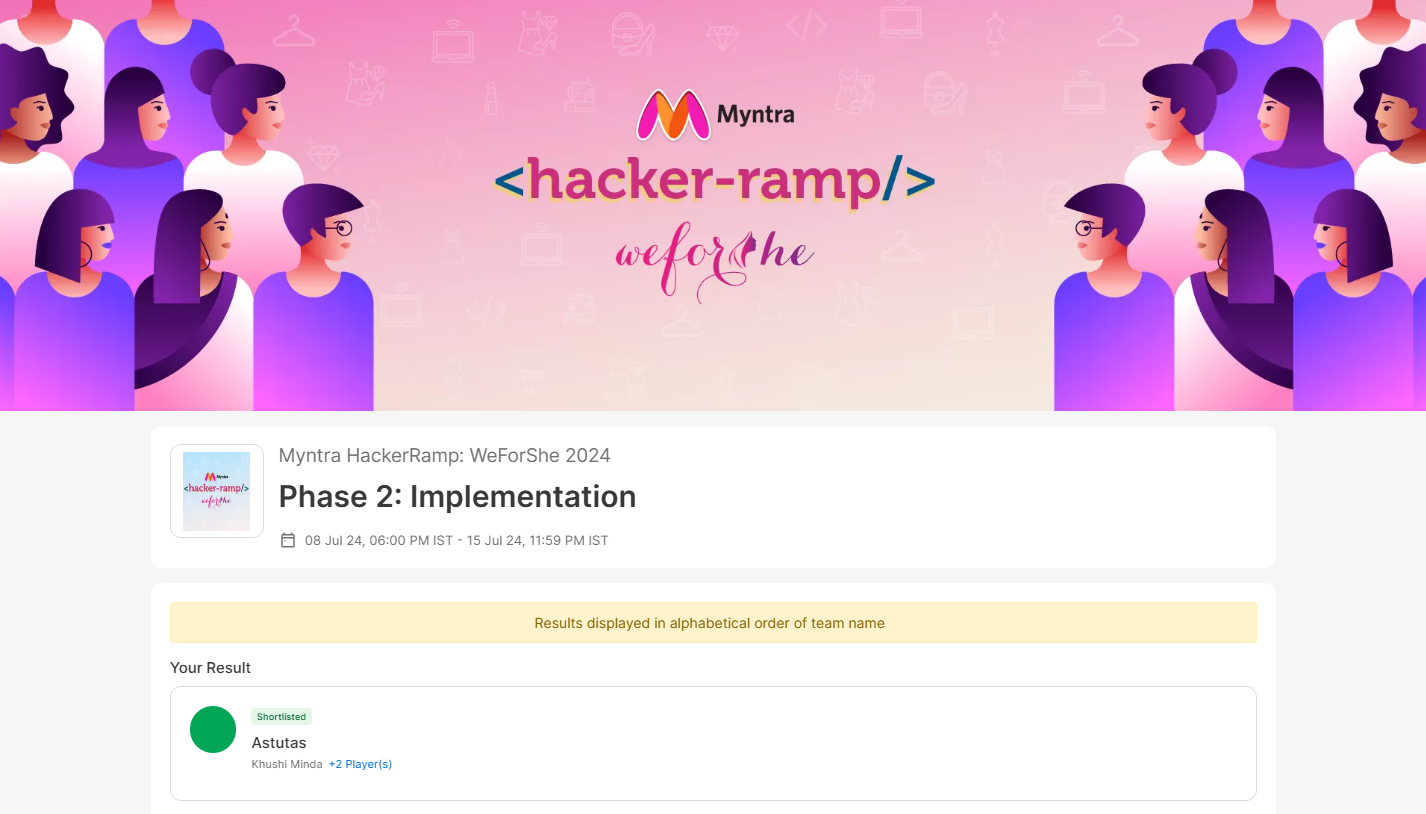 Myntra
<hacker-ramp/>
weforshe
Myntra
<hacker-ramp/>
weforshe
Myntra HackerRamp: WeForShe 2024
Phase 2: Implementation
08 Jul 24, 06:00 PM IST - 15 Jul 24, 11:59 PM IST
Results displayed in alphabetical order of team name
Your Result
Shortlisted
Astutas
Khushi Minda +2 Player(s)